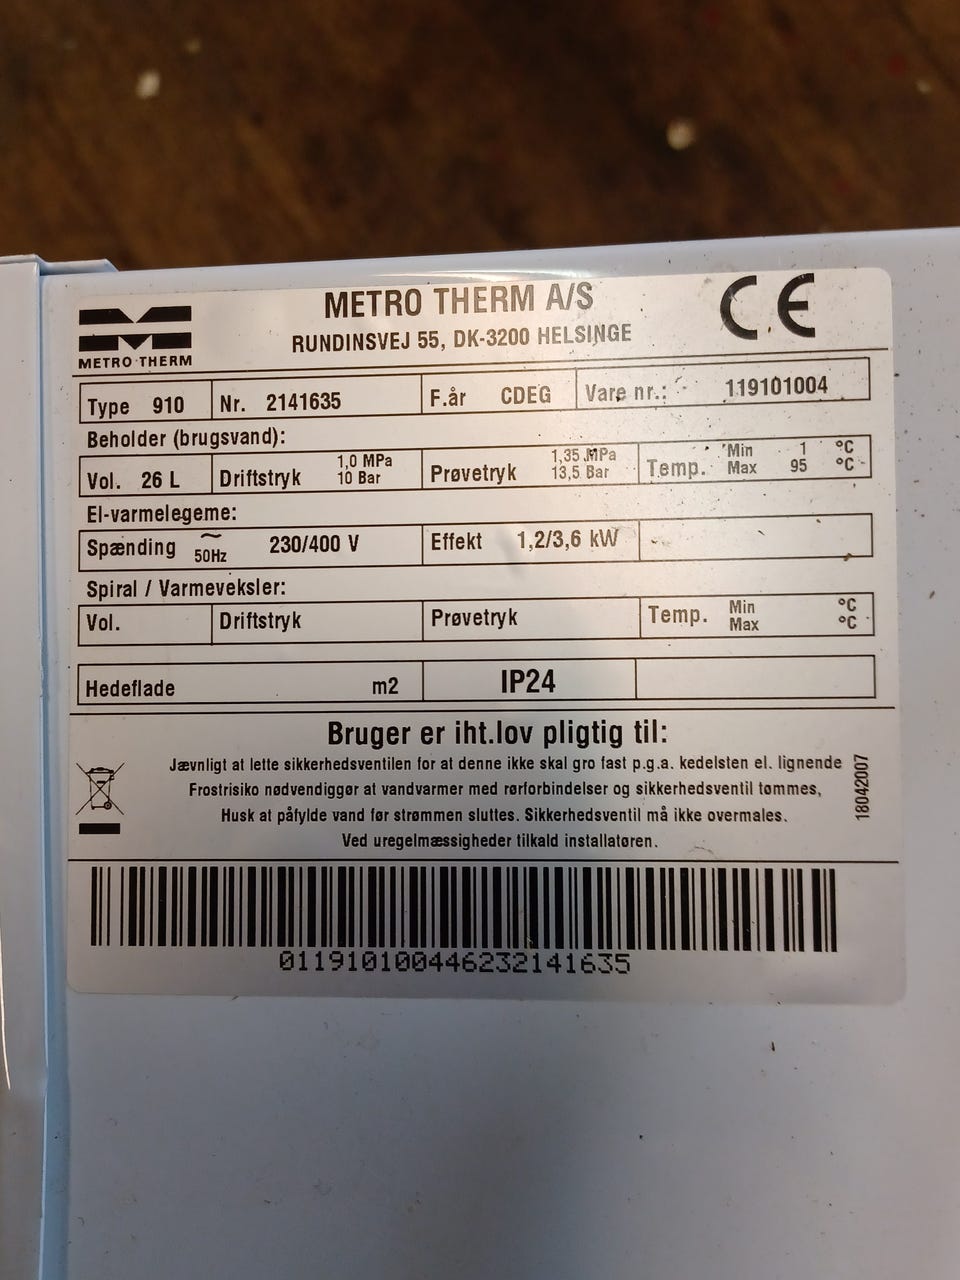 METRO THERM A/S
RUNDINSVEJ 55, DK-3200 HELSINGE
CE
METRO THERM
Type 910 Nr. 2141635 F.år CDEG Vare nr.: 119101004
Beholder (brugsvand):
Vol. 26 L Driftstryk 1,0 MPa 10 Bar Prøvetryk 1,35 MPa 13,5 Bar Temp. Min 1 °C Max 95 °C
El-varmelegeme:
Spænding ~ 50Hz 230/400 V Effekt 1,2/3,6 kW
Spiral / Varmeveksler:
Vol. Driftstryk Prøvetryk Temp. Min °C Max °C
Hedeflade m2 IP24
Bruger er iht.lov pligtig til:
Jævnligt at lette sikkerhedsventilen for at denne ikke skal gro fast p.g.a. kedelsten el. lignende
Frostrisiko nødvendiggør at vandvarmer med rørforbindelser og sikkerhedsventil tømmes,
Husk at påfylde vand før strømmen sluttes. Sikkerhedsventil må ikke overmales.
Ved uregelmæssigheder tilkald installatøren.
18042007
011910100446232141635